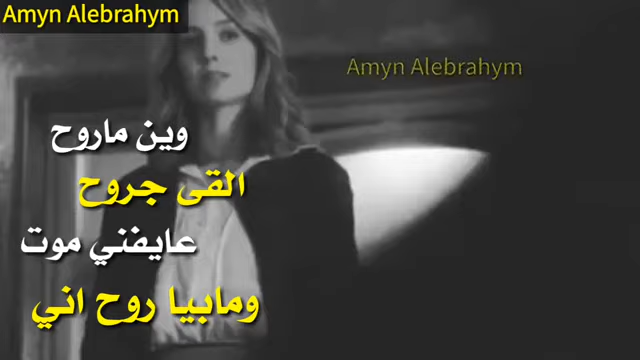 Amyn Alebrahym
Amyn Alebrahym
وين ماروح
القى جروح
عايفني موت
ومابيا روح اني